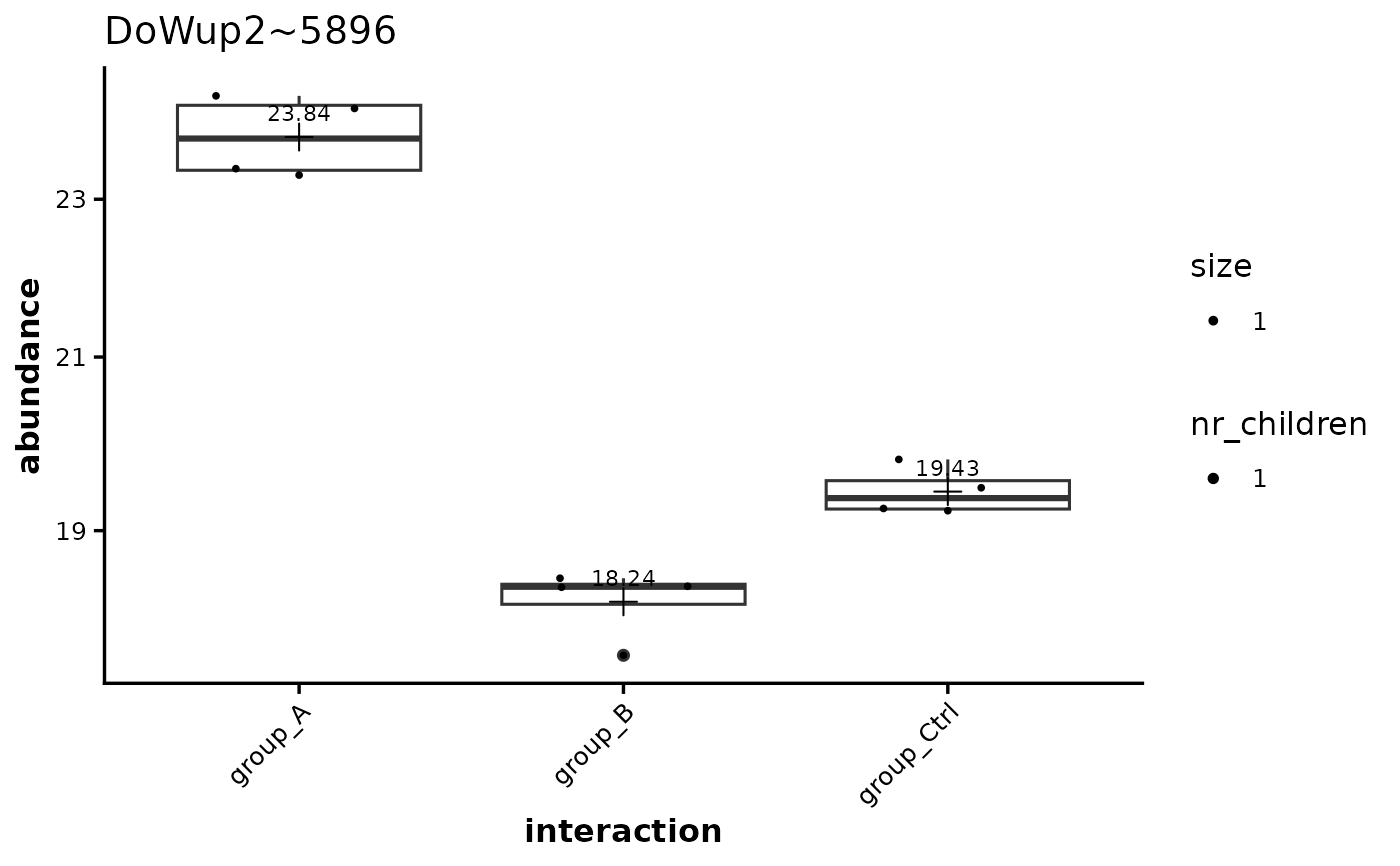 DoWup2~5896
abundance
23
21
19
23.84
18.24
19.43
group_A
group_B
group_Ctrl
interaction
size
1
nr_children
1